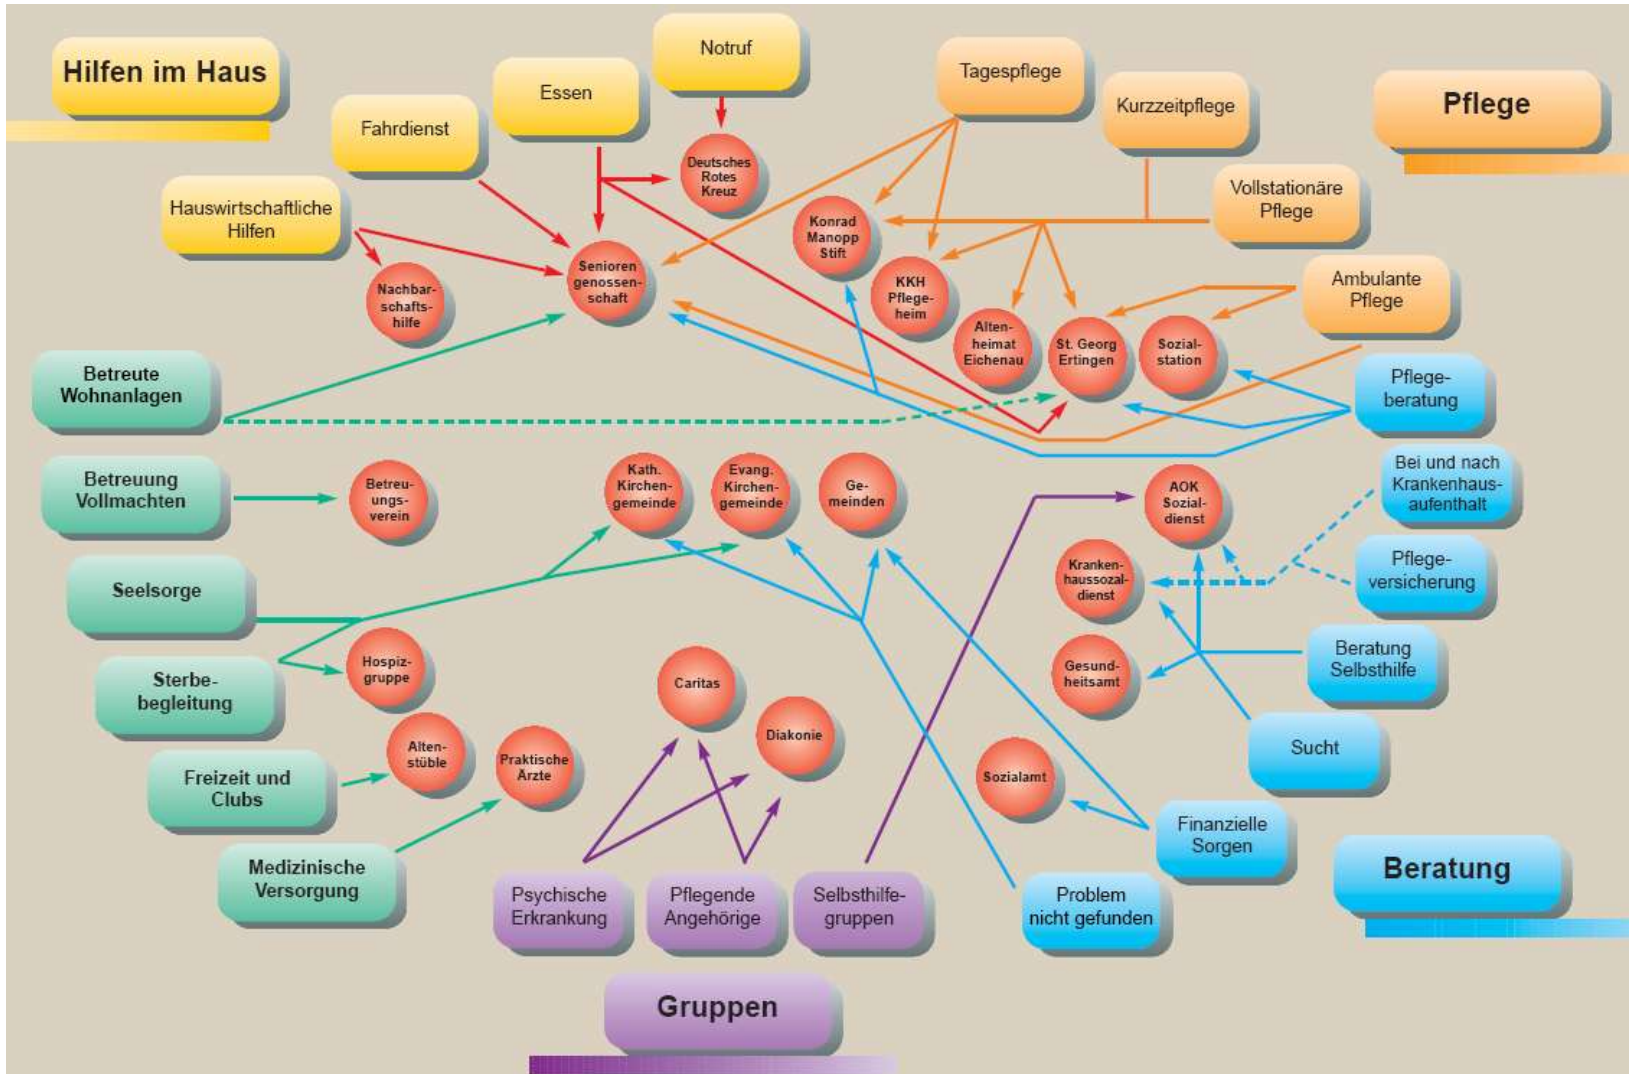 Hilfen im Haus
Notruf
Essen
Fahrdienst
Hauswirtschaftliche
Hilfen
Tagespflege
Kurzzeitpflege
Pflege
Vollstationäre
Pflege
Ambulante
Pflege
Deutsches
Rotes
Kreuz
Senioren
genossen-
schaft
Nachbar-
schafts-
hilfe
Konrad
Manopp
Stift
KKH
Pflege-
heim
Alten-
heimat
Eichenau
St. Georg
Ertingen
Sozial-
station
Betreute
Wohnanlagen
Pflege-
beratung
Betreuung
Vollmachten
Betreu-
ungs-
verein
Kath.
Kirchen-
gemeinde
Evang.
Kirchen-
gemeinde
Ge-
meinden
AOK
Sozial-
dienst
Bei und nach
Krankenhaus-
aufenthalt
Seelsorge
Kranken-
haussozal-
dienst
Pflege-
versicherung
Sterbe-
begleitung
Hospiz-
gruppe
Caritas
Gesund-
heitsamt
Beratung
Selbsthilfe
Alten-
stüble
Praktische
Ärzte
Diakonie
Sozialamt
Sucht
Freizeit und
Clubs
Medizinische
Versorgung
Finanzielle
Sorgen
Beratung
Psychische
Erkrankung
Pflegende
Angehörige
Selbsthilfe-
gruppen
Problem
nicht gefunden
Gruppen